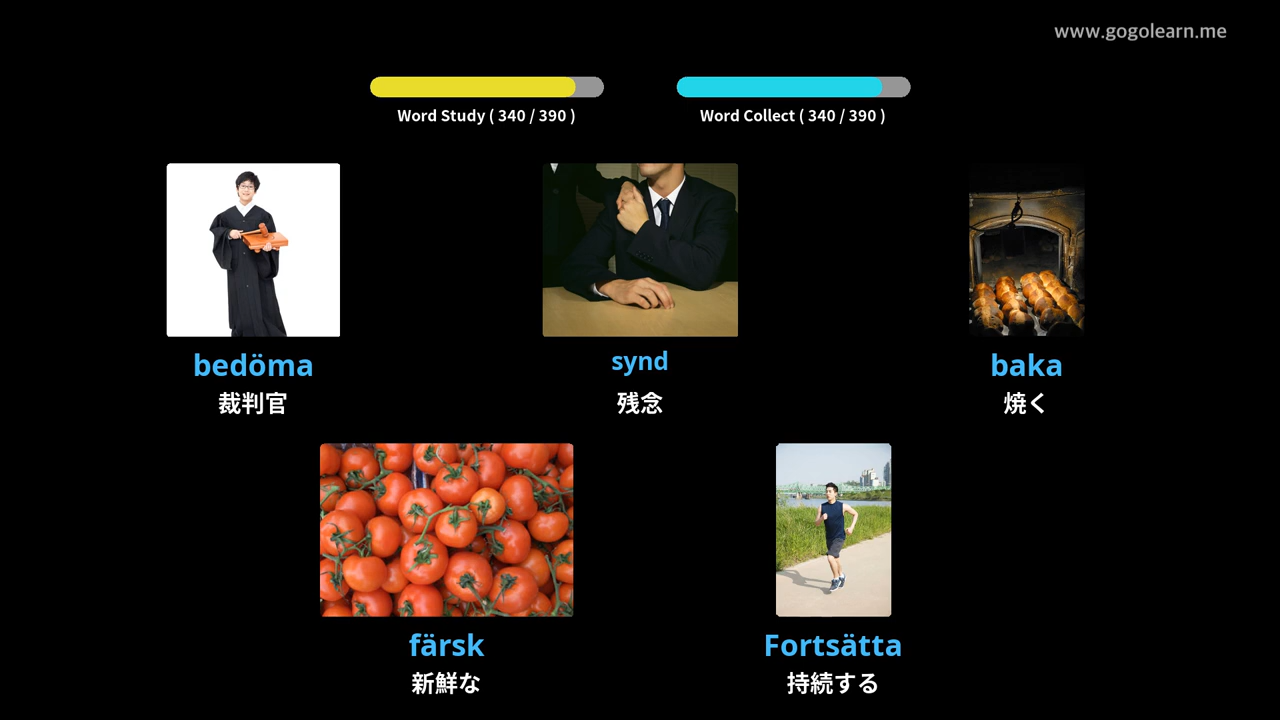 www.gogolearn.me
Word Study ( 340 / 390 )
Word Collect ( 340 / 390 )
bedöma
裁判官
synd
残念
baka
焼く
färsk
新鮮な
Fortsätta
持続する